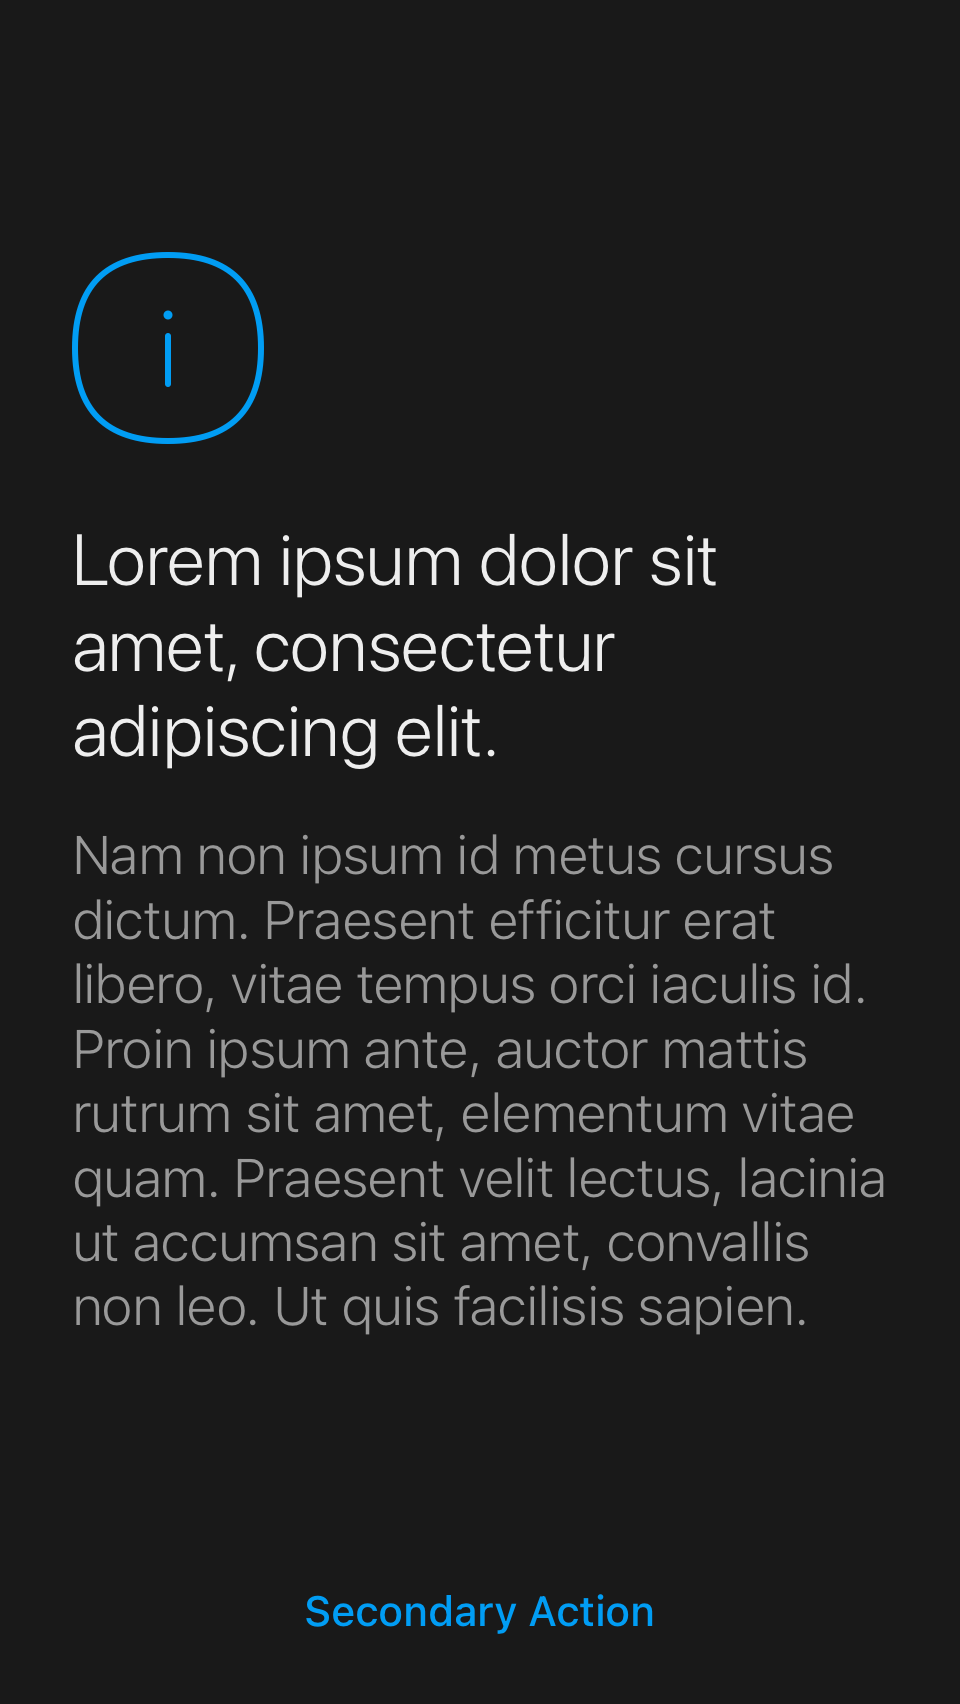 Lorem ipsum dolor sit
amet, consectetur
adipiscing elit.
Nam non ipsum id metus cursus
dictum. Praesent efficitur erat
libero, vitae tempus orci iaculis id.
Proin ipsum ante, auctor mattis
rutrum sit amet, elementum vitae
quam. Praesent velit lectus, lacinia
ut accumsan sit amet, convallis
non leo. Ut quis facilisis sapien.
Secondary Action